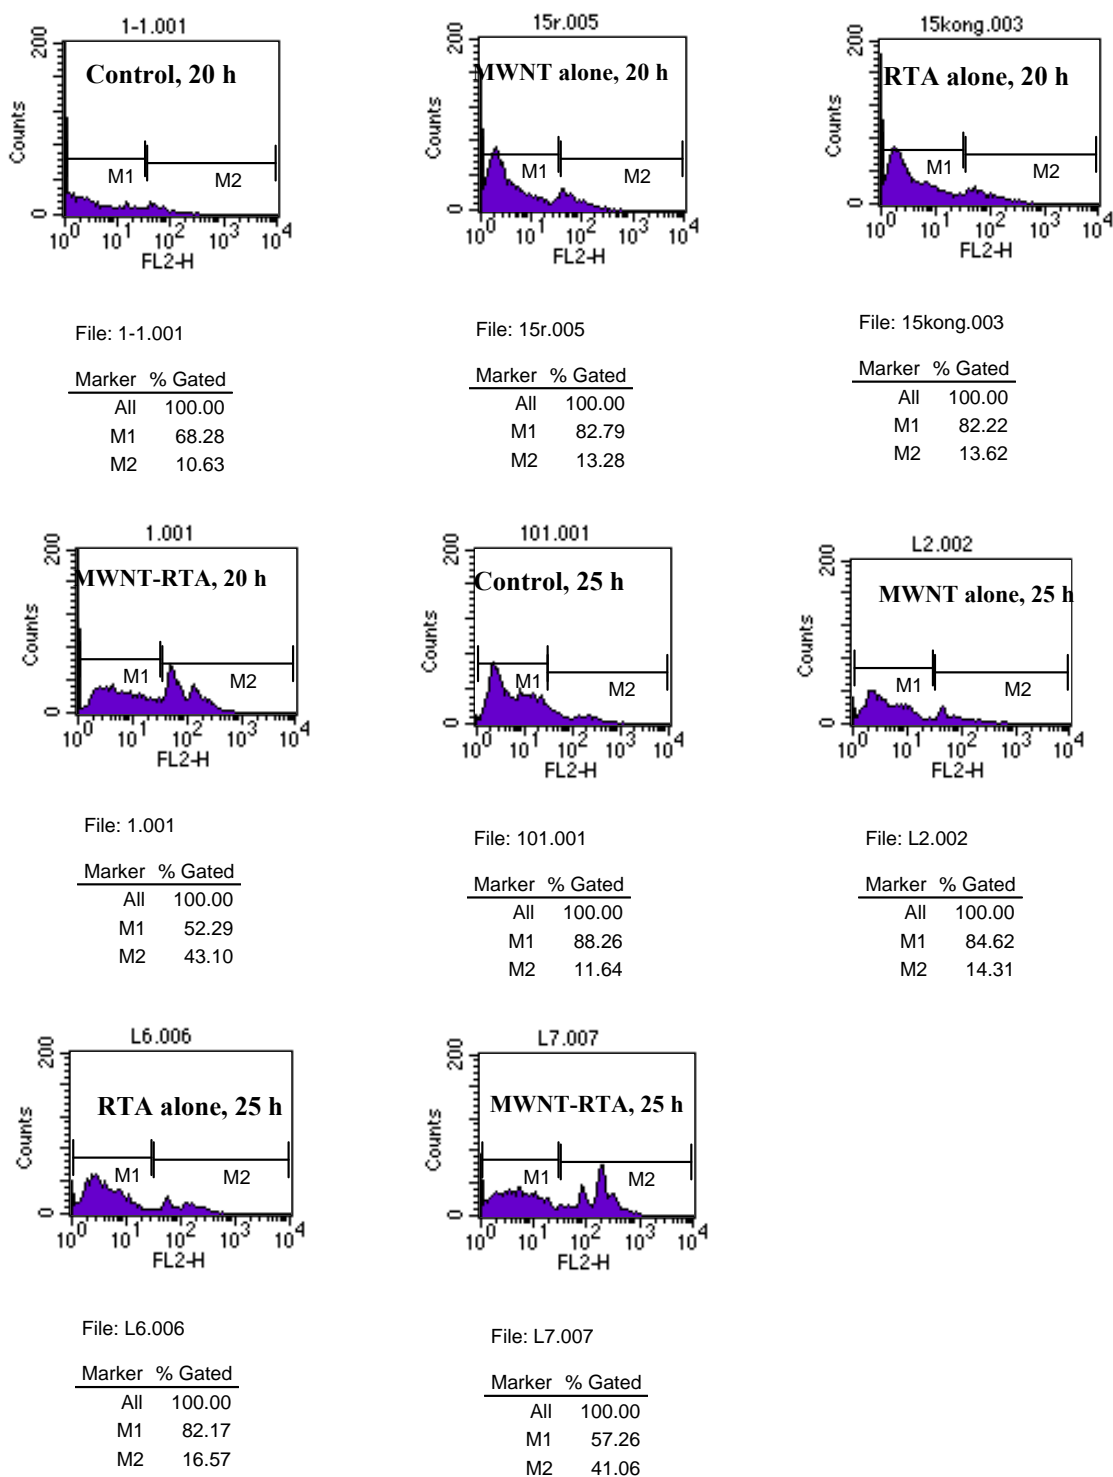 1-1.001
200
Counts
0
Control, 20 h
M1
M2
10^0 10^1 10^2 10^3 10^4
FL2-H
File: 1-1.001
Marker % Gated
All 100.00
M1 68.28
M2 10.63
15r.005
200
Counts
0
MWNT alone, 20 h
M1
M2
10^0 10^1 10^2 10^3 10^4
FL2-H
File: 15r.005
Marker % Gated
All 100.00
M1 82.79
M2 13.28
15kong.003
200
Counts
0
RTA alone, 20 h
M1
M2
10^0 10^1 10^2 10^3 10^4
FL2-H
File: 15kong.003
Marker % Gated
All 100.00
M1 82.22
M2 13.62
1.001
200
Counts
0
MWNT-RTA, 20 h
M1
M2
10^0 10^1 10^2 10^3 10^4
FL2-H
File: 1.001
Marker % Gated
All 100.00
M1 52.29
M2 43.10
101.001
200
Counts
0
Control, 25 h
M1
M2
10^0 10^1 10^2 10^3 10^4
FL2-H
File: 101.001
Marker % Gated
All 100.00
M1 88.26
M2 11.64
L2.002
200
Counts
0
MWNT alone, 25 h
M1
M2
10^0 10^1 10^2 10^3 10^4
FL2-H
File: L2.002
Marker % Gated
All 100.00
M1 84.62
M2 14.31
L6.006
200
Counts
0
RTA alone, 25 h
M1
M2
10^0 10^1 10^2 10^3 10^4
FL2-H
File: L6.006
Marker % Gated
All 100.00
M1 82.17
M2 16.57
L7.007
200
Counts
0
MWNT-RTA, 25 h
M1
M2
10^0 10^1 10^2 10^3 10^4
FL2-H
File: L7.007
Marker % Gated
All 100.00
M1 57.26
M2 41.06